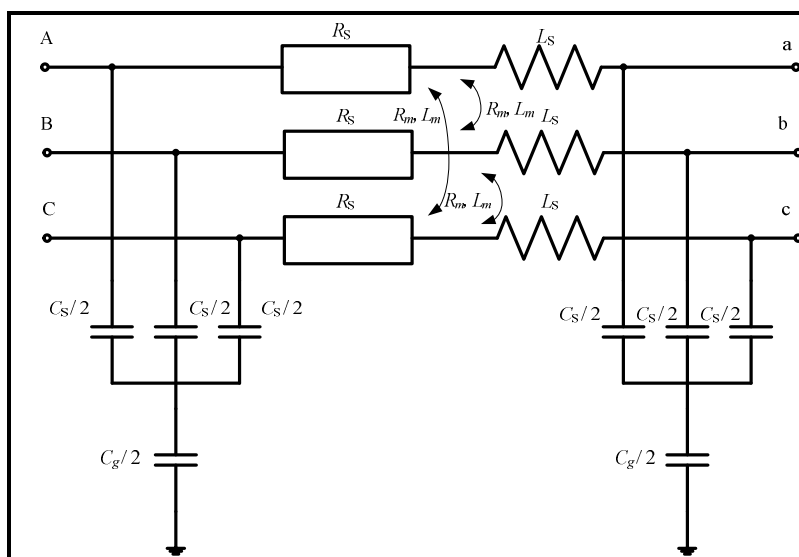 A R_S L_S a
R_m, L_m
B R_S R_m, L_m L_S b
R_m, L_m
C R_S L_S c
C_S/2 C_S/2 C_S/2 C_S/2 C_S/2 C_S/2
C_g/2 C_g/2